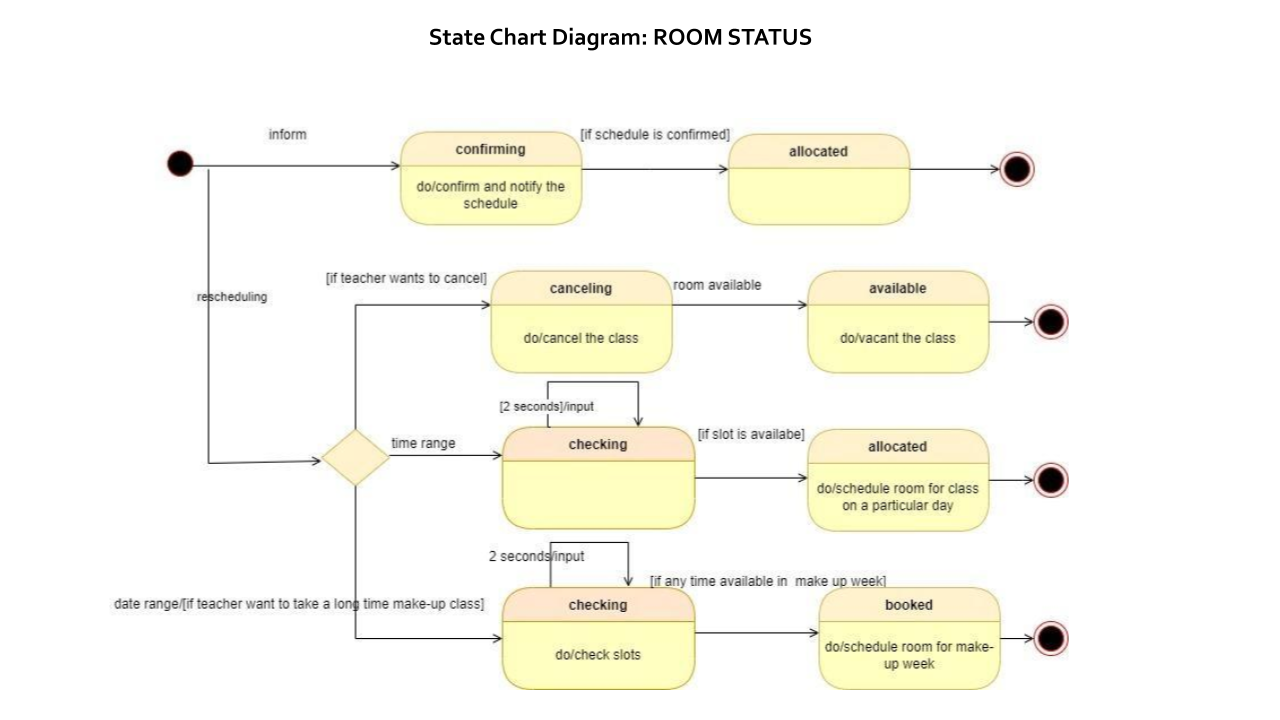 State Chart Diagram: ROOM STATUS
inform
[if schedule is confirmed]
confirming
allocated
do/confirm and notify the
schedule
rescheduling
[if teacher wants to cancel]
canceling
room available
available
do/cancel the class
do/vacant the class
[2 seconds]/input
time range
checking
[if slot is availabe]
allocated
do/schedule room for class
on a particular day
2 seconds/input
[if any time available in make up week]
date range/[if teacher want to take a long time make-up class]
checking
booked
do/check slots
do/schedule room for make-
up week